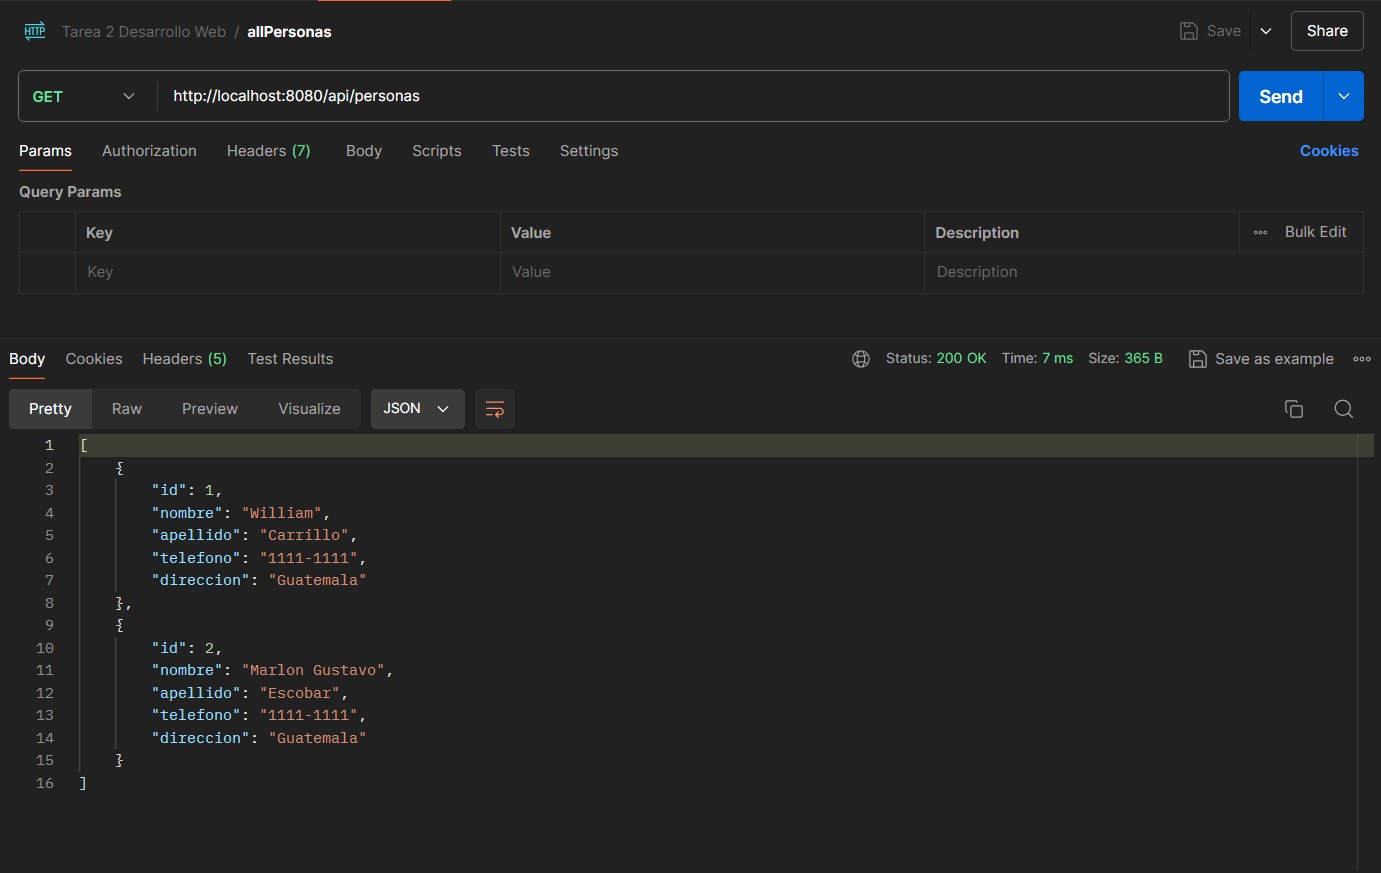 HTTP Tarea 2 Desarrollo Web / allPersonas Save Share
GET http://localhost:8080/api/personas Send
Params Authorization Headers (7) Body Scripts Tests Settings Cookies
Query Params
Key Value Description Bulk Edit
Key Value Description
Body Cookies Headers (5) Test Results Status: 200 OK Time: 7 ms Size: 365 B Save as example
Pretty Raw Preview Visualize JSON
1 [
2 {
3 "id": 1,
4 "nombre": "William",
5 "apellido": "Carrillo",
6 "telefono": "1111-1111",
7 "direccion": "Guatemala"
8 },
9 {
10 "id": 2,
11 "nombre": "Marlon Gustavo",
12 "apellido": "Escobar",
13 "telefono": "1111-1111",
14 "direccion": "Guatemala"
15 }
16 ]